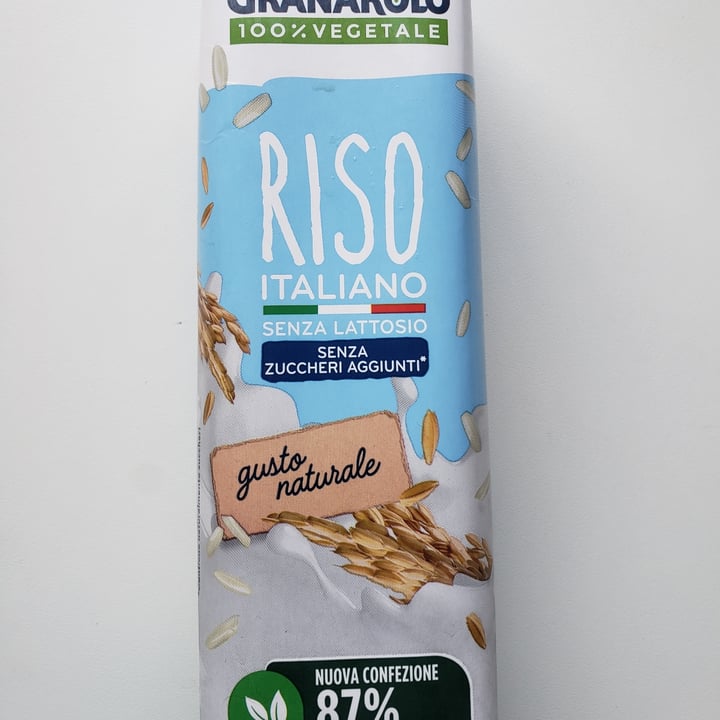 GRANAROLO
100% VEGETALE
RISO
ITALIANO
SENZA LATTOSIO
SENZA
ZUCCHERI AGGIUNTI*
gusto
naturale
NUOVA CONFEZIONE
87%